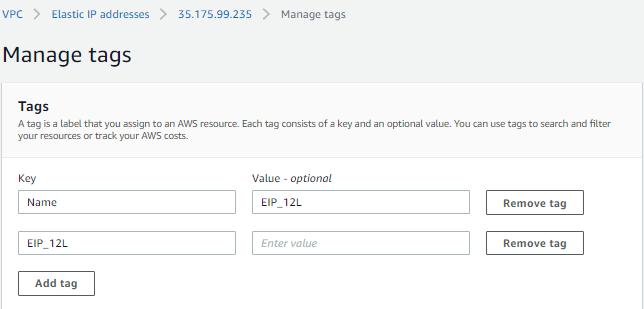 VPC > Elastic IP addresses > 35.175.99.235 > Manage tags
Manage tags
Tags
A tag is a label that you assign to an AWS resource. Each tag consists of a key and an optional value. You can use tags to search and filter
your resources or track your AWS costs.
Key Value - optional
Name EIP_12L Remove tag
EIP_12L Enter value Remove tag
Add tag